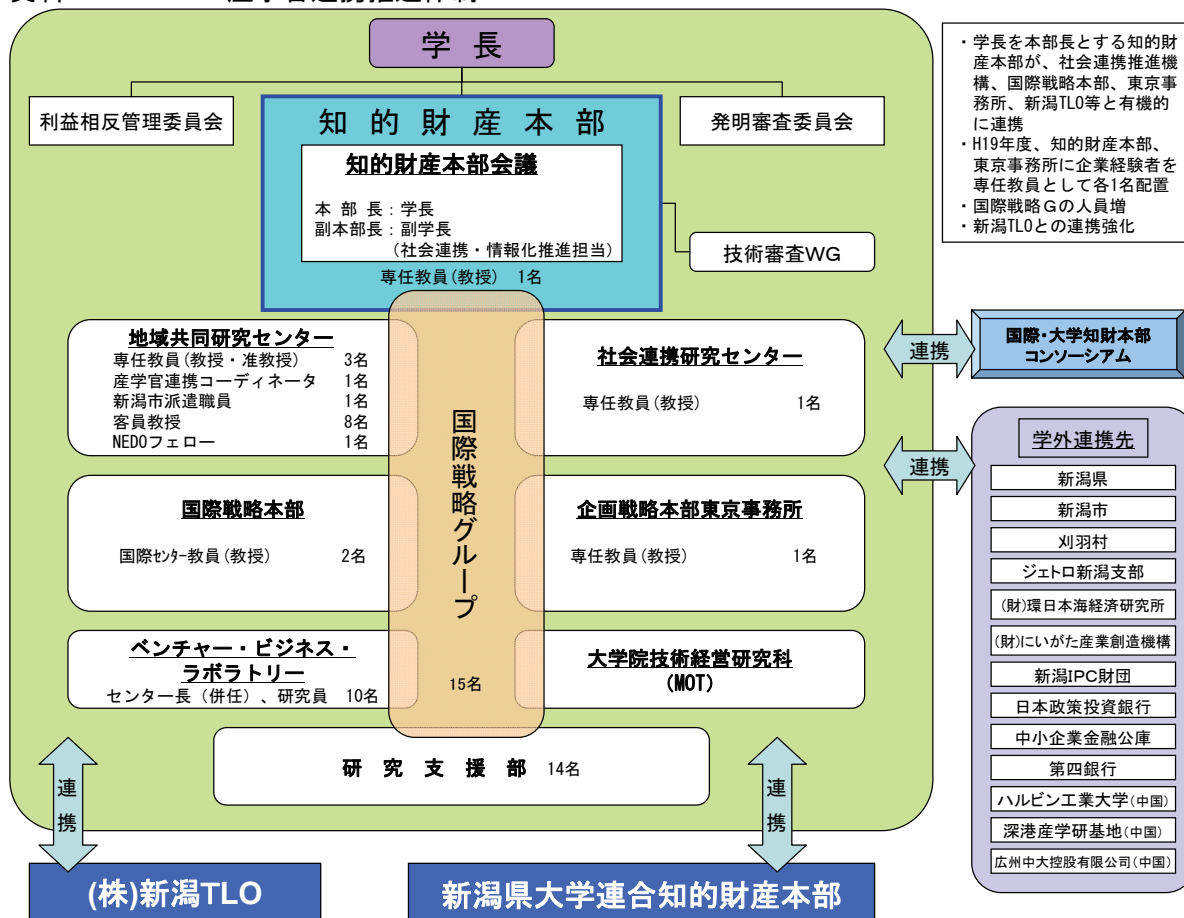 学 長
利益相反管理委員会
発明審査委員会
知 的 財 産 本 部
知的財産本部会議
本 部 長：学長
副本部長：副学長
（社会連携・情報化推進担当）
専任教員(教授) 1名
技術審査WG
・学長を本部長とする知的財
産本部が、社会連携推進機
構、国際戦略本部、東京事
務所、新潟TLO等と有機的
に連携
・H19年度、知的財産本部、
東京事務所に企業経験者を
専任教員として各1名配置
・国際戦略Gの人員増
・新潟TLOとの連携強化
地域共同研究センター
専任教員(教授・准教授) 3名
産学官連携コーディネータ 1名
新潟市派遣職員 1名
客員教授 8名
NEDOフェロー 1名
社会連携研究センター
専任教員(教授) 1名
国際戦略グループ
15名
国際戦略本部
国際ｾﾝﾀｰ教員(教授) 2名
企画戦略本部東京事務所
専任教員(教授) 1名
ベンチャー・ビジネス・
ラボラトリー
センター長（併任）、研究員 10名
大学院技術経営研究科
(MOT)
研 究 支 援 部 14名
連携
国際・大学知財本部
コンソーシアム
連携
学外連携先
新潟県
新潟市
刈羽村
ジェトロ新潟支部
(財)環日本海経済研究所
(財)にいがた産業創造機構
新潟IPC財団
日本政策投資銀行
中小企業金融公庫
第四銀行
ハルビン工業大学(中国)
深港産学研基地(中国)
広州中大控股有限公司(中国)
連携
連携
(株)新潟TLO
新潟県大学連合知的財産本部